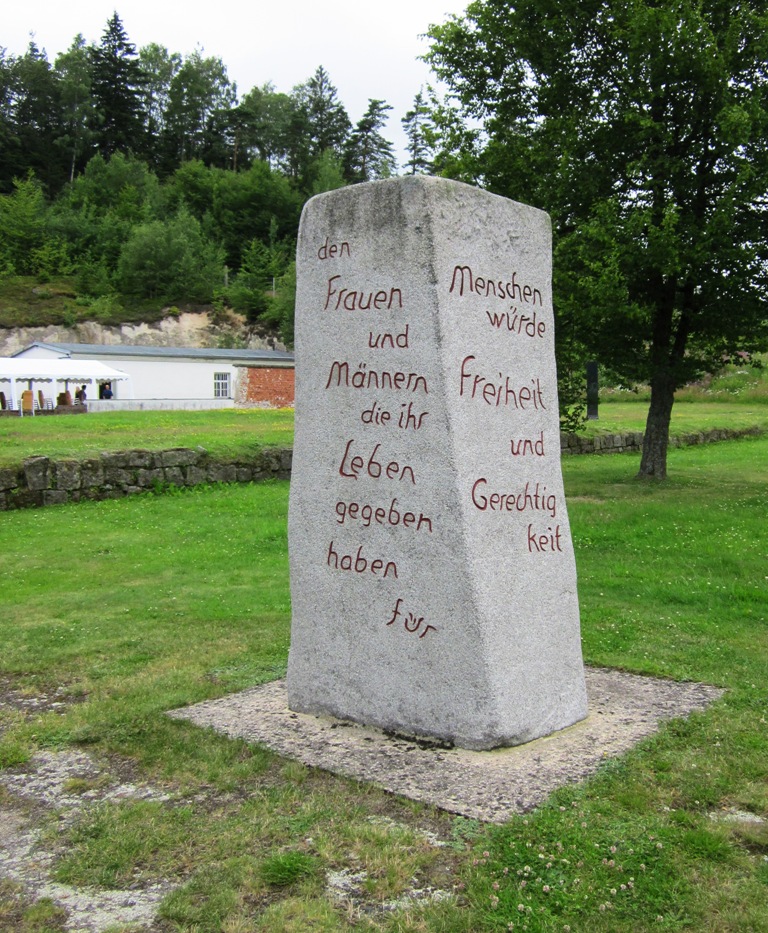 den
Frauen
und
Männern
die ihr
Leben
gegeben
haben
für
Menschen
würde
Freiheit
und
Gerechtig
keit